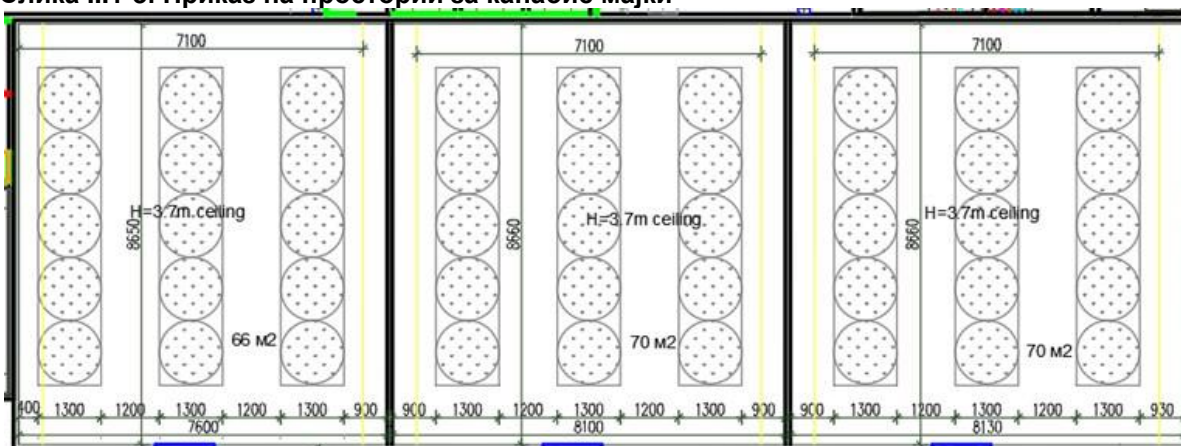 Слика III.1-3. Приказ на простории за канабис мајки
7100 7100 7100
H=3.7m ceiling H=3.7m ceiling H=3.7m ceiling
8650 8660 8660
66 м2 70 м2 70 м2
400 1300 1200 1300 1200 1300 900 900 1300 1200 1300 1200 1300 900 900 1300 1200 1300 1200 1300 930
7600 8100 8130